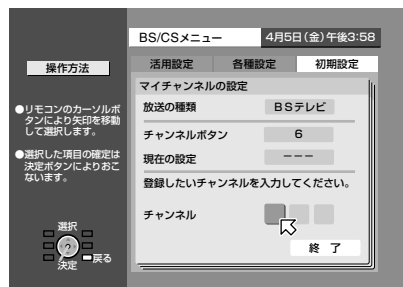 BS/CSメニュー
4月5日(金)午後3:58
操作方法
活用設定 各種設定 初期設定
マイチャンネルの設定
放送の種類 BSテレビ
チャンネルボタン 6
現在の設定 ---
登録したいチャンネルを入力してください。
チャンネル
終 了
●リモコンのカーソルボ
タンにより矢印を移動
して選択します。
●選択した項目の確定は
決定ボタンによりおこ
ないます。
選択
戻る
決定